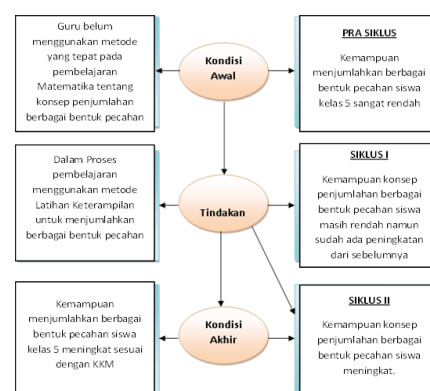 Guru belum
menggunakan metode
yang tepat pada
pembelajaran
Matematika tentang
konsep penjumlahan
berbagai bentuk pecahan
Kondisi
Awal
PRA SIKLUS
Kemampuan
menjumlahkan berbagai
bentuk pecahan siswa
kelas 5 sangat rendah
Dalam Proses
pembelajaran
menggunakan metode
Latihan Keterampilan
untuk menjumlahkan
berbagai bentuk pecahan
Tindakan
SIKLUS I
Kemampuan konsep
penjumlahan berbagai
bentuk pecahan siswa
masih rendah namun
sudah ada peningkatan
dari sebelumnya
Kemampuan
menjumlahkan berbagai
bentuk pecahan siswa
kelas 5 meningkat sesuai
dengan KKM
Kondisi
Akhir
SIKLUS II
Kemampuan konsep
penjumlahan berbagai
bentuk pecahan siswa
meningkat.